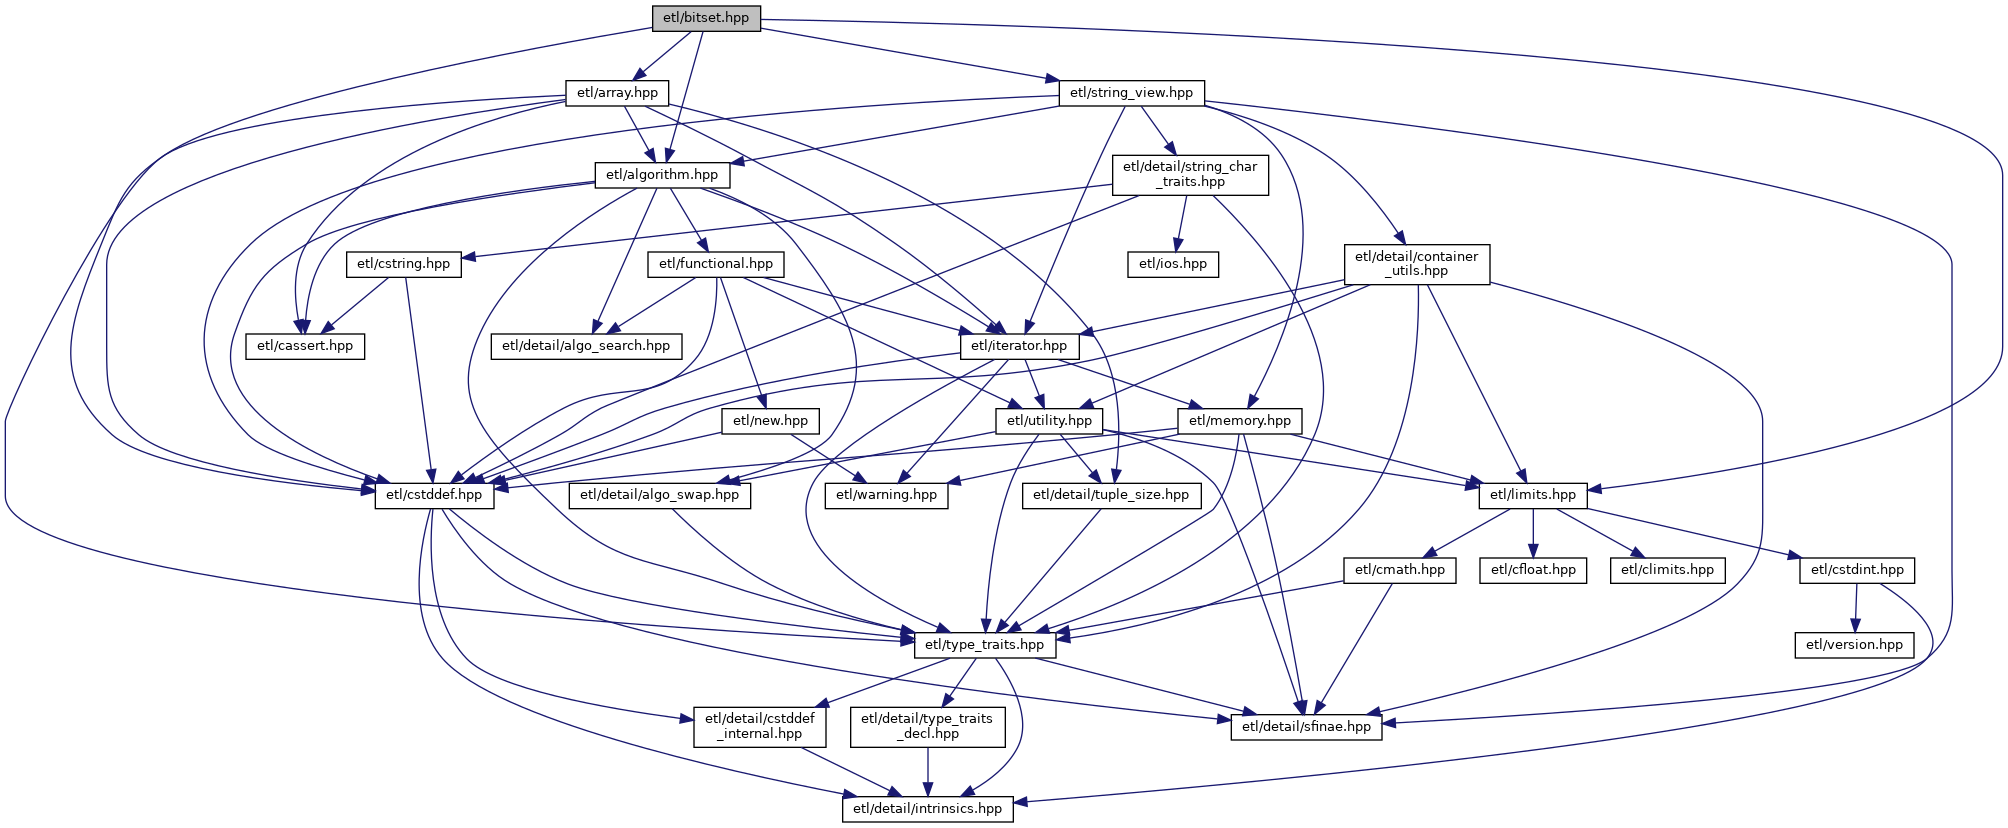 etl/bitset.hpp
etl/array.hpp
etl/string_view.hpp
etl/algorithm.hpp
etl/detail/string_char
_traits.hpp
etl/cstring.hpp
etl/functional.hpp
etl/ios.hpp
etl/detail/container
_utils.hpp
etl/cassert.hpp
etl/detail/algo_search.hpp
etl/iterator.hpp
etl/new.hpp
etl/utility.hpp
etl/memory.hpp
etl/cstddef.hpp
etl/detail/algo_swap.hpp
etl/warning.hpp
etl/detail/tuple_size.hpp
etl/limits.hpp
etl/cmath.hpp
etl/cfloat.hpp
etl/climits.hpp
etl/cstdint.hpp
etl/type_traits.hpp
etl/version.hpp
etl/detail/cstddef
_internal.hpp
etl/detail/type_traits
_decl.hpp
etl/detail/sfinae.hpp
etl/detail/intrinsics.hpp